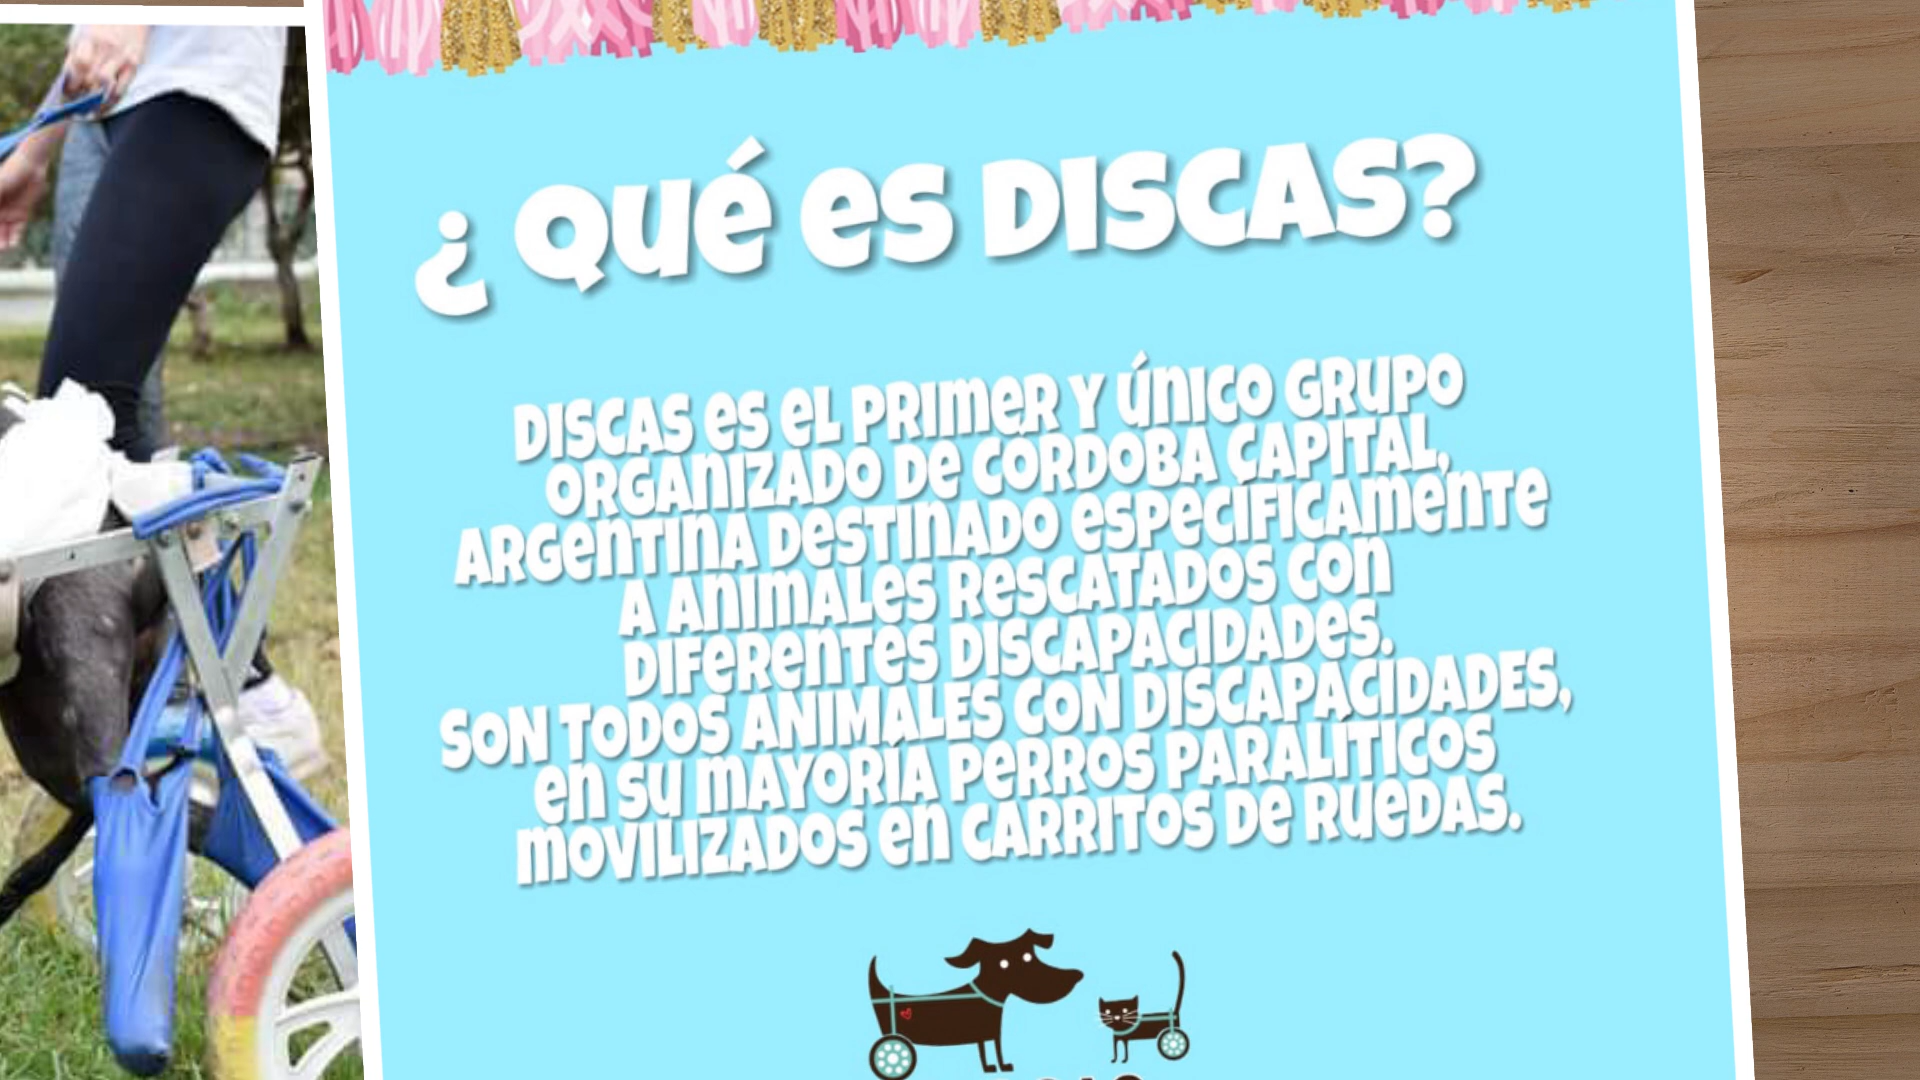 ¿ Qué es DISCAS?
DISCAS es el primer y único grupo
organizado de Córdoba Capital,
Argentina destinado específicamente
a animales rescatados con
diferentes discapacidades.
Son todos animales con discapacidades,
en su mayoría perros paralíticos
movilizados en carritos de ruedas.